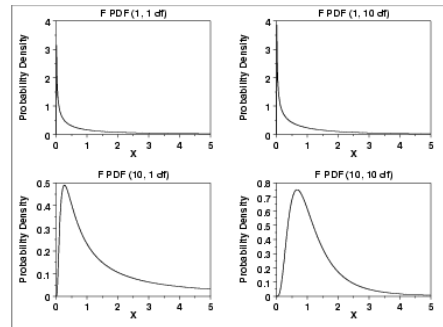 F PDF (1, 1 df)
Probability Density
4
3
2
1
0
0 1 2 3 4 5
X
F PDF (1, 10 df)
Probability Density
4
3
2
1
0
0 1 2 3 4 5
X
F PDF (10, 1 df)
Probability Density
0.5
0.4
0.3
0.2
0.1
0
0 1 2 3 4 5
X
F PDF (10, 10 df)
Probability Density
0.8
0.7
0.6
0.5
0.4
0.3
0.2
0.1
0
0 1 2 3 4 5
X